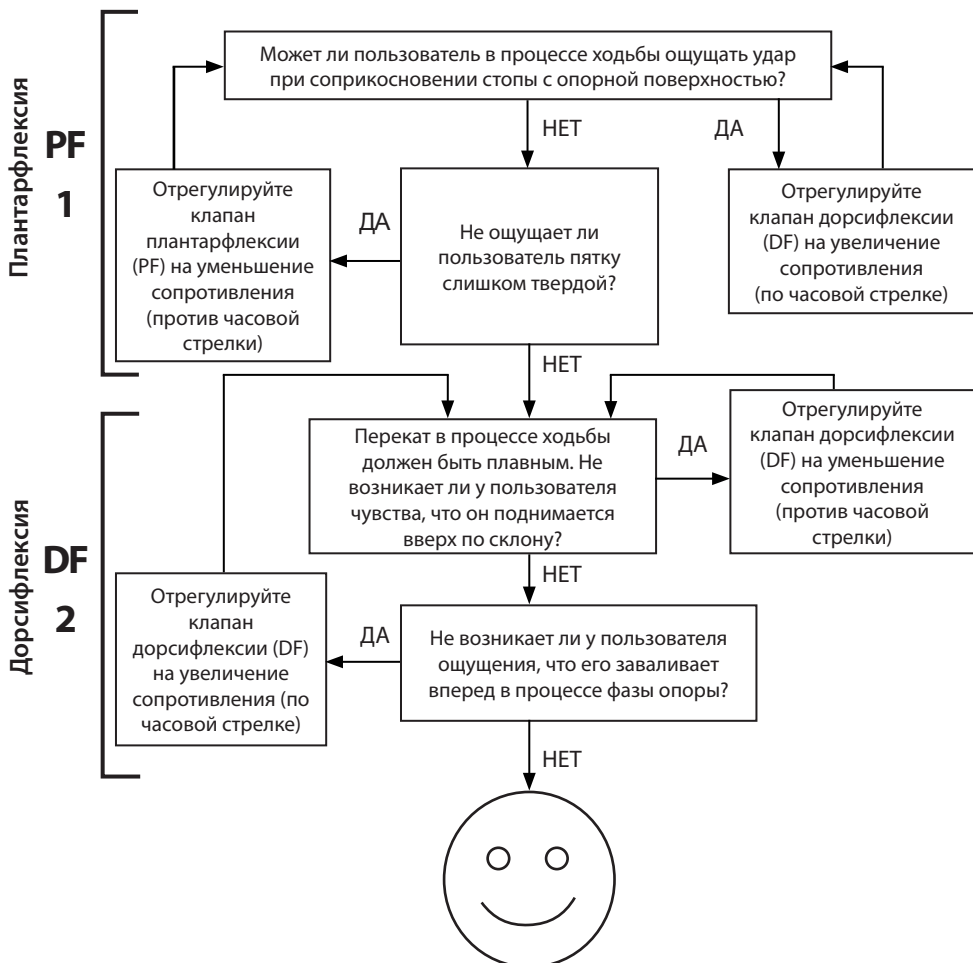 Плантарфлексия
PF
1
Может ли пользователь в процессе ходьбы ощущать удар
при соприкосновении стопы с опорной поверхностью?
НЕТ
ДА
Отрегулируйте
клапан
плантарфлексии
(PF) на уменьшение
сопротивления
(против часовой
стрелки)
ДА
Не ощущает ли
пользователь пятку
слишком твердой?
Отрегулируйте
клапан дорсифлексии
(DF) на увеличение
сопротивления
(по часовой стрелке)
НЕТ
Дорсифлексия
DF
2
Перекат в процессе ходьбы
должен быть плавным. Не
возникает ли у пользователя
чувства, что он поднимается
вверх по склону?
ДА
Отрегулируйте
клапан дорсифлексии
(DF) на уменьшение
сопротивления
(против часовой
стрелки)
НЕТ
Отрегулируйте
клапан
дорсифлексии (DF)
на увеличение
сопротивления (по
часовой стрелке)
ДА
Не возникает ли у пользователя
ощущения, что его заваливает
вперед в процессе фазы опоры?
НЕТ